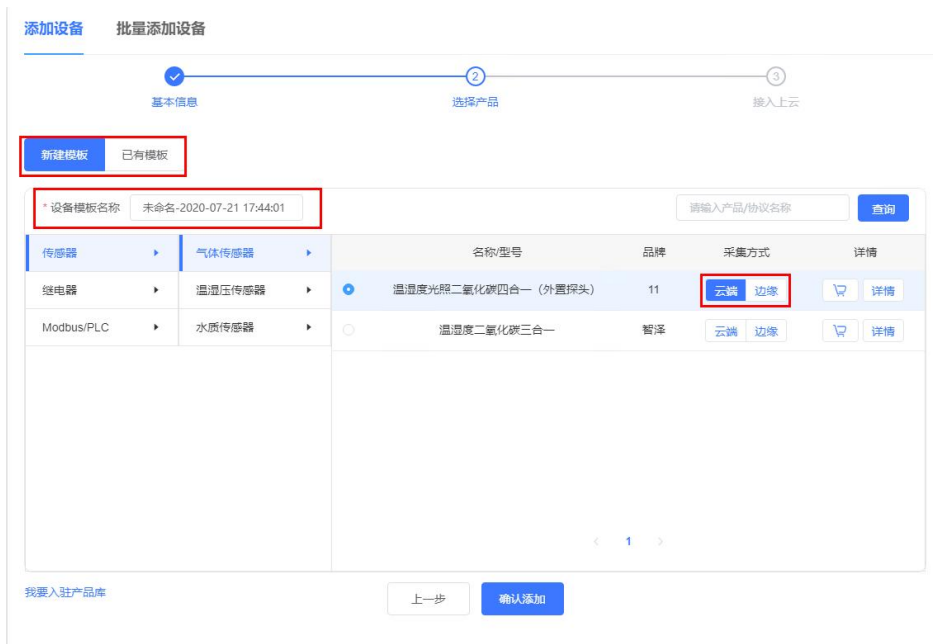 添加设备 批量添加设备
2 3
基本信息 选择产品 接入上云
新建模板 已有模板
* 设备模板名称 未命名-2020-07-21 17:44:01 请输入产品/协议名称 查询
传感器 气体传感器 名称/型号 品牌 采集方式 详情
继电器 温湿压传感器 温湿度光照二氧化碳四合一（外置探头） 11 云端 边缘 详情
Modbus/PLC 水质传感器 温湿度二氧化碳三合一 智泽 云端 边缘 详情
< 1 >
我要入驻产品库 上一步 确认添加